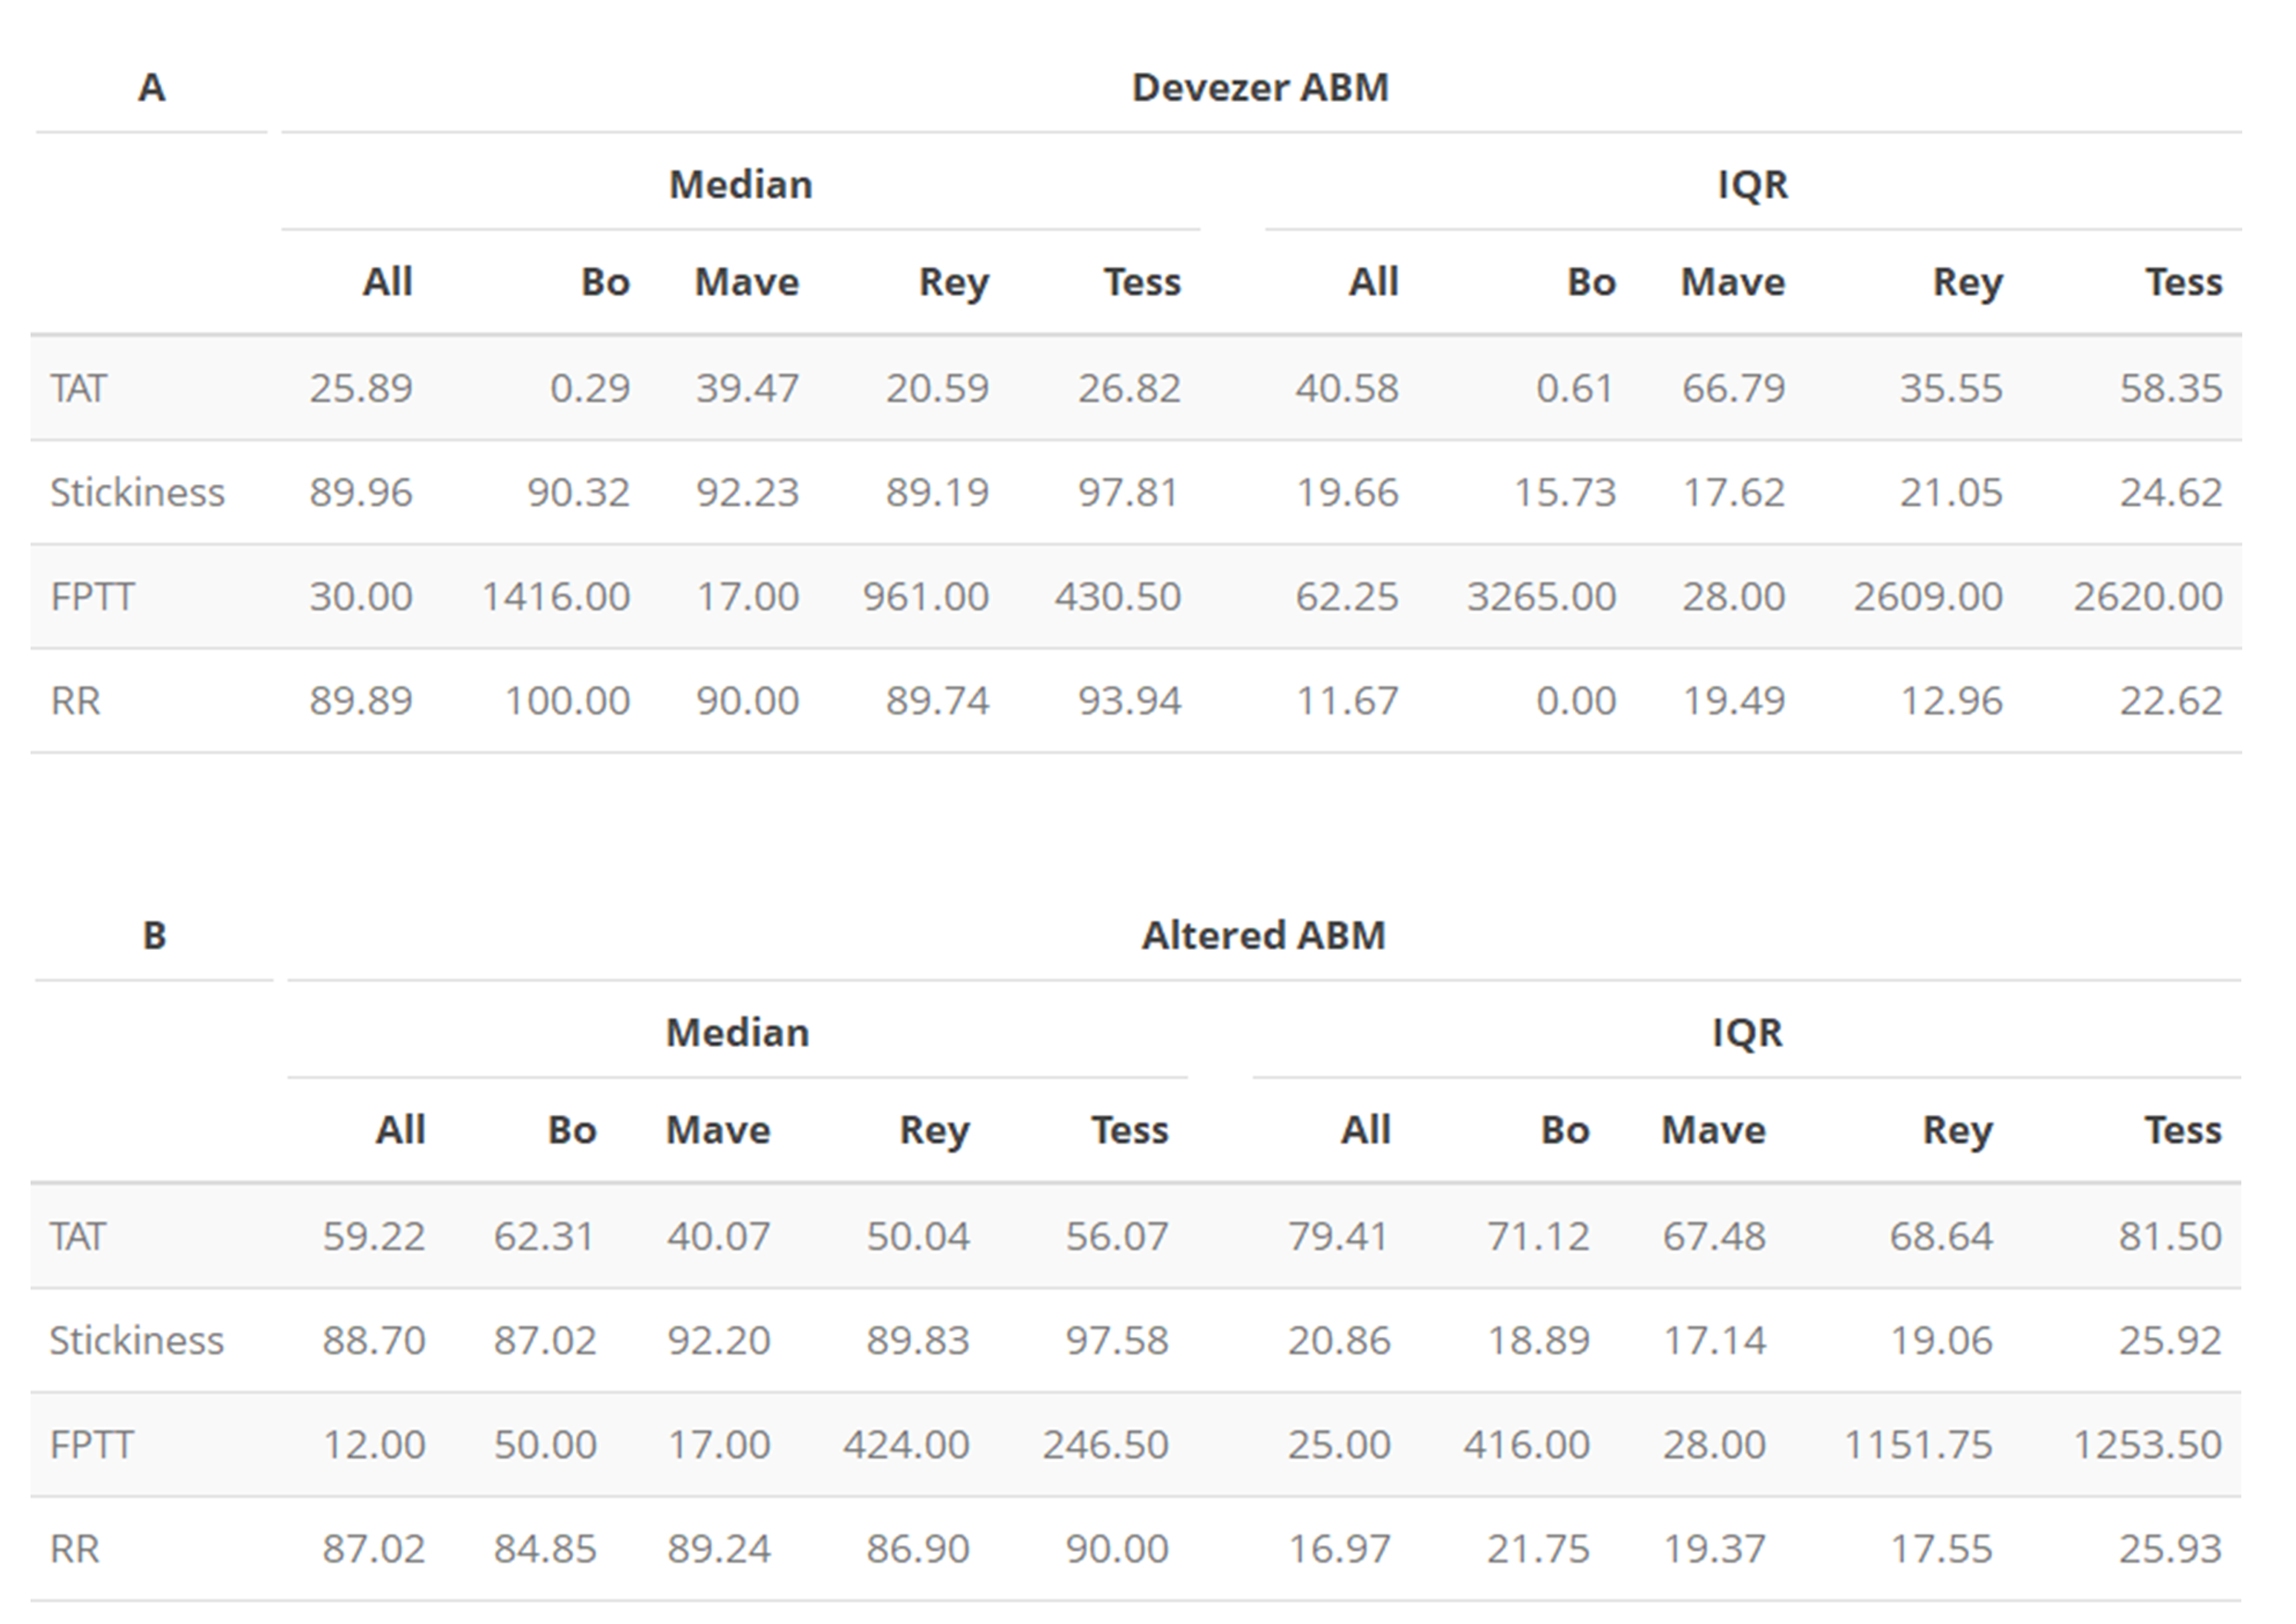 A Devezer ABM
Median IQR
All Bo Mave Rey Tess All Bo Mave Rey Tess
TAT 25.89 0.29 39.47 20.59 26.82 40.58 0.61 66.79 35.55 58.35
Stickiness 89.96 90.32 92.23 89.19 97.81 19.66 15.73 17.62 21.05 24.62
FPTT 30.00 1416.00 17.00 961.00 430.50 62.25 3265.00 28.00 2609.00 2620.00
RR 89.89 100.00 90.00 89.74 93.94 11.67 0.00 19.49 12.96 22.62
B Altered ABM
Median IQR
All Bo Mave Rey Tess All Bo Mave Rey Tess
TAT 59.22 62.31 40.07 50.04 56.07 79.41 71.12 67.48 68.64 81.50
Stickiness 88.70 87.02 92.20 89.83 97.58 20.86 18.89 17.14 19.06 25.92
FPTT 12.00 50.00 17.00 424.00 246.50 25.00 416.00 28.00 1151.75 1253.50
RR 87.02 84.85 89.24 86.90 90.00 16.97 21.75 19.37 17.55 25.93